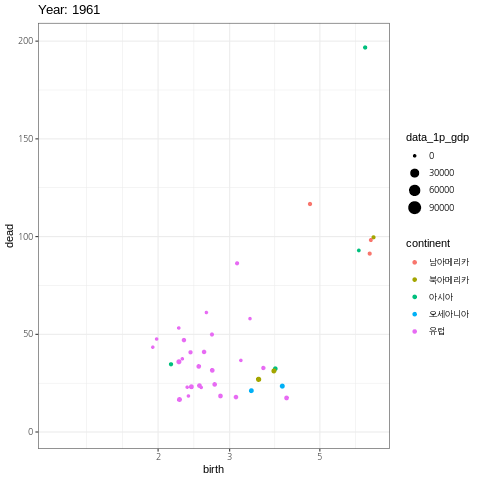 Year: 1961
200
150
100
50
0
dead
2
3
5
birth
data_1p_gdp
0
30000
60000
90000
continent
남아메리카
북아메리카
아시아
오세아니아
유럽